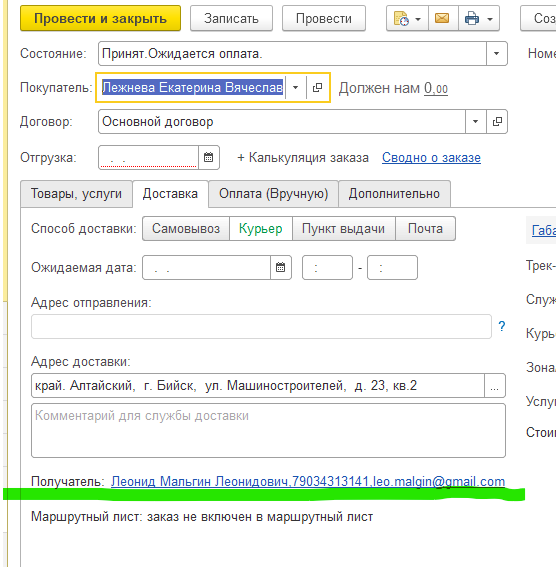 Провести и закрыть Записать Провести Соз
Состояние: Принят.Ожидается оплата. Номе
Покупатель: Лежнева Екатерина Вячеслав Должен нам 0,00
Договор: Основной договор
Отгрузка: . . + Калькуляция заказа Сводно о заказе
Товары, услуги Доставка Оплата (Вручную) Дополнительно
Способ доставки: Самовывоз Курьер Пункт выдачи Почта Габа
Ожидаемая дата: . . : - : Трек-
Адрес отправления: Служ
? Курье
Адрес доставки: Зона
край. Алтайский, г. Бийск, ул. Машиностроителей, д. 23, кв.2 ... Услу
Комментарий для службы доставки Стои
Получатель: Леонид Мальгин Леонидович,79034313141,leo.malgin@gmail.com
Маршрутный лист: заказ не включен в маршрутный лист